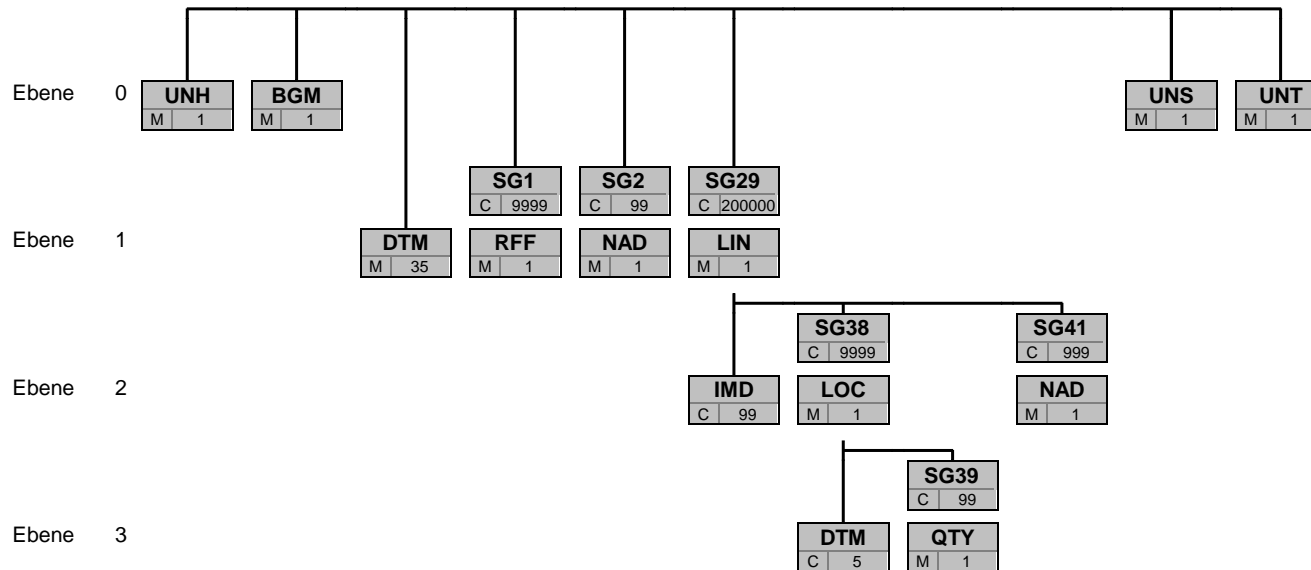 Ebene 0
UNH
M 1
BGM
M 1
UNS
M 1
UNT
M 1
SG1
C 9999
SG2
C 99
SG29
C 200000
Ebene 1
DTM
M 35
RFF
M 1
NAD
M 1
LIN
M 1
SG38
C 9999
SG41
C 999
Ebene 2
IMD
C 99
LOC
M 1
NAD
M 1
SG39
C 99
Ebene 3
DTM
C 5
QTY
M 1